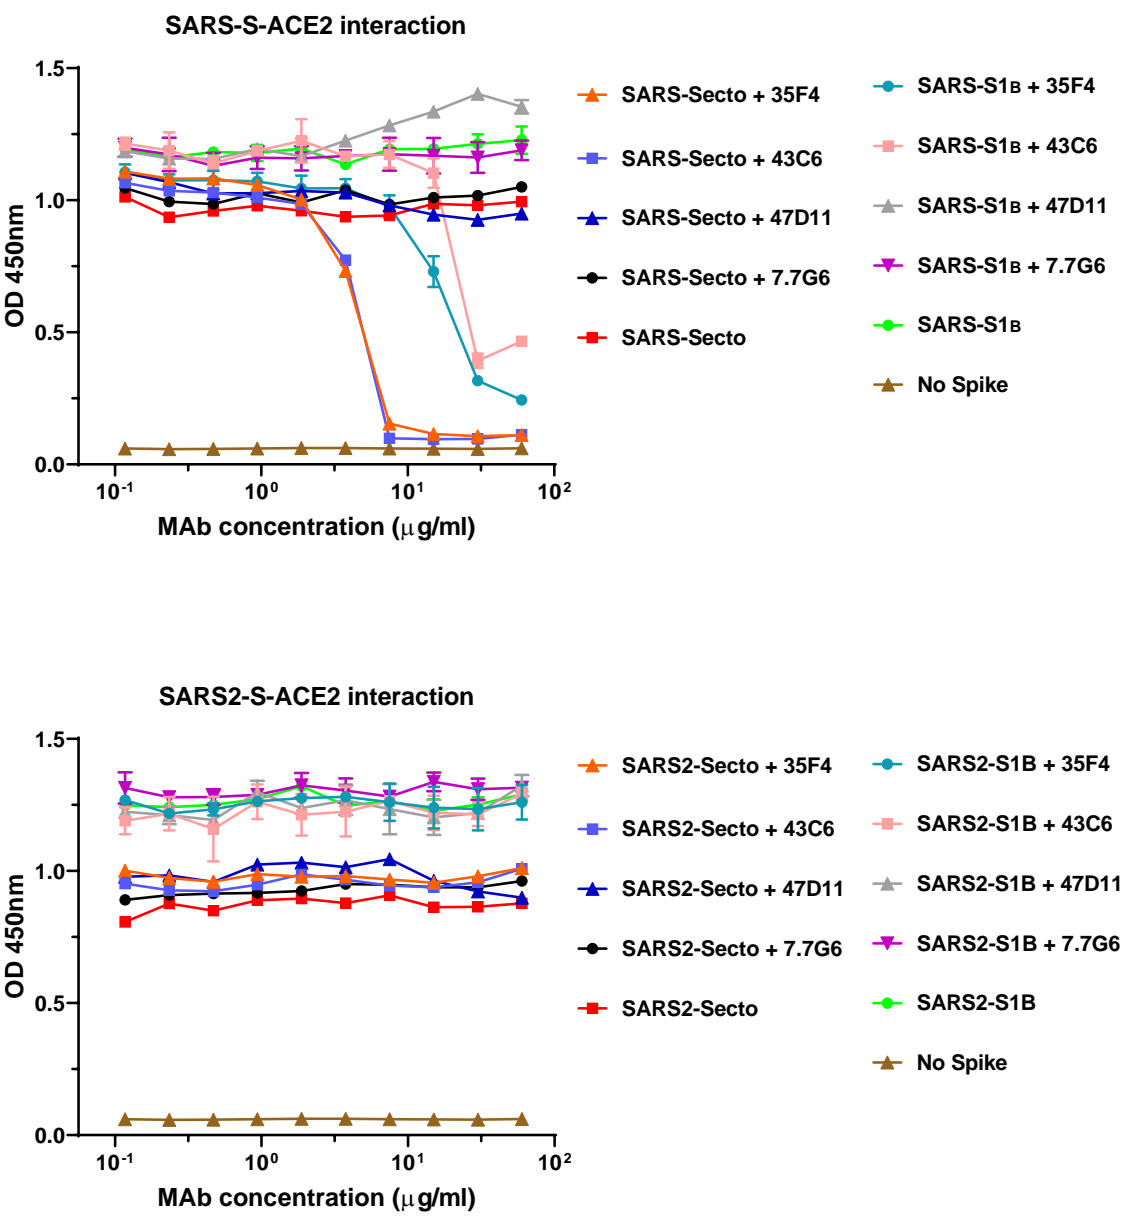 SARS-S-ACE2 interaction
1.5
1.0
0.5
0.0
OD 450nm
10-1
100
101
102
MAb concentration (μg/ml)
SARS-Secto + 35F4
SARS-Secto + 43C6
SARS-Secto + 47D11
SARS-Secto + 7.7G6
SARS-Secto
SARS-S1B + 35F4
SARS-S1B + 43C6
SARS-S1B + 47D11
SARS-S1B + 7.7G6
SARS-S1B
No Spike
SARS2-S-ACE2 interaction
1.5
1.0
0.5
0.0
OD 450nm
10-1
100
101
102
MAb concentration (μg/ml)
SARS2-Secto + 35F4
SARS2-Secto + 43C6
SARS2-Secto + 47D11
SARS2-Secto + 7.7G6
SARS2-Secto
SARS2-S1B + 35F4
SARS2-S1B + 43C6
SARS2-S1B + 47D11
SARS2-S1B + 7.7G6
SARS2-S1B
No Spike